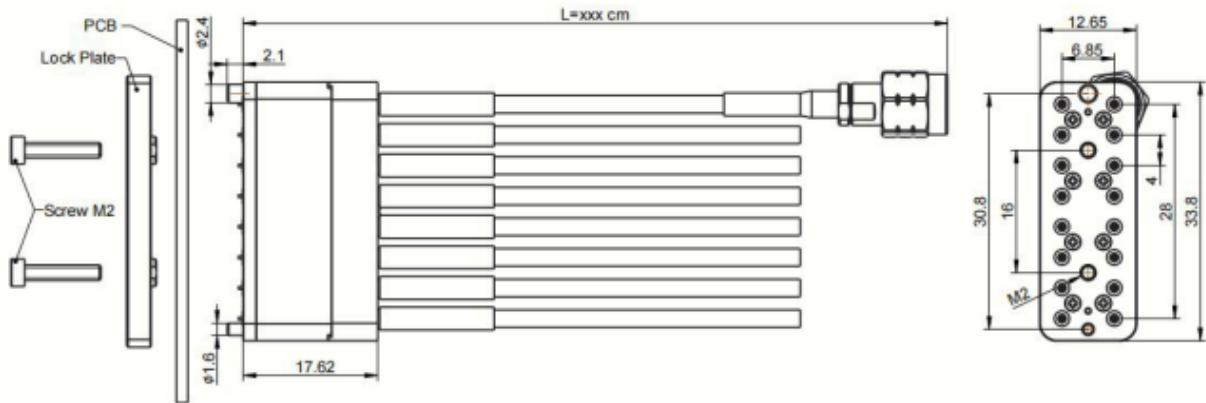 PCB
Lock Plate
Screw M2
ϕ2.4
2.1
L=xxx cm
ϕ1.6
17.62
12.65
6.85
30.8
16
4
28
33.8
M2